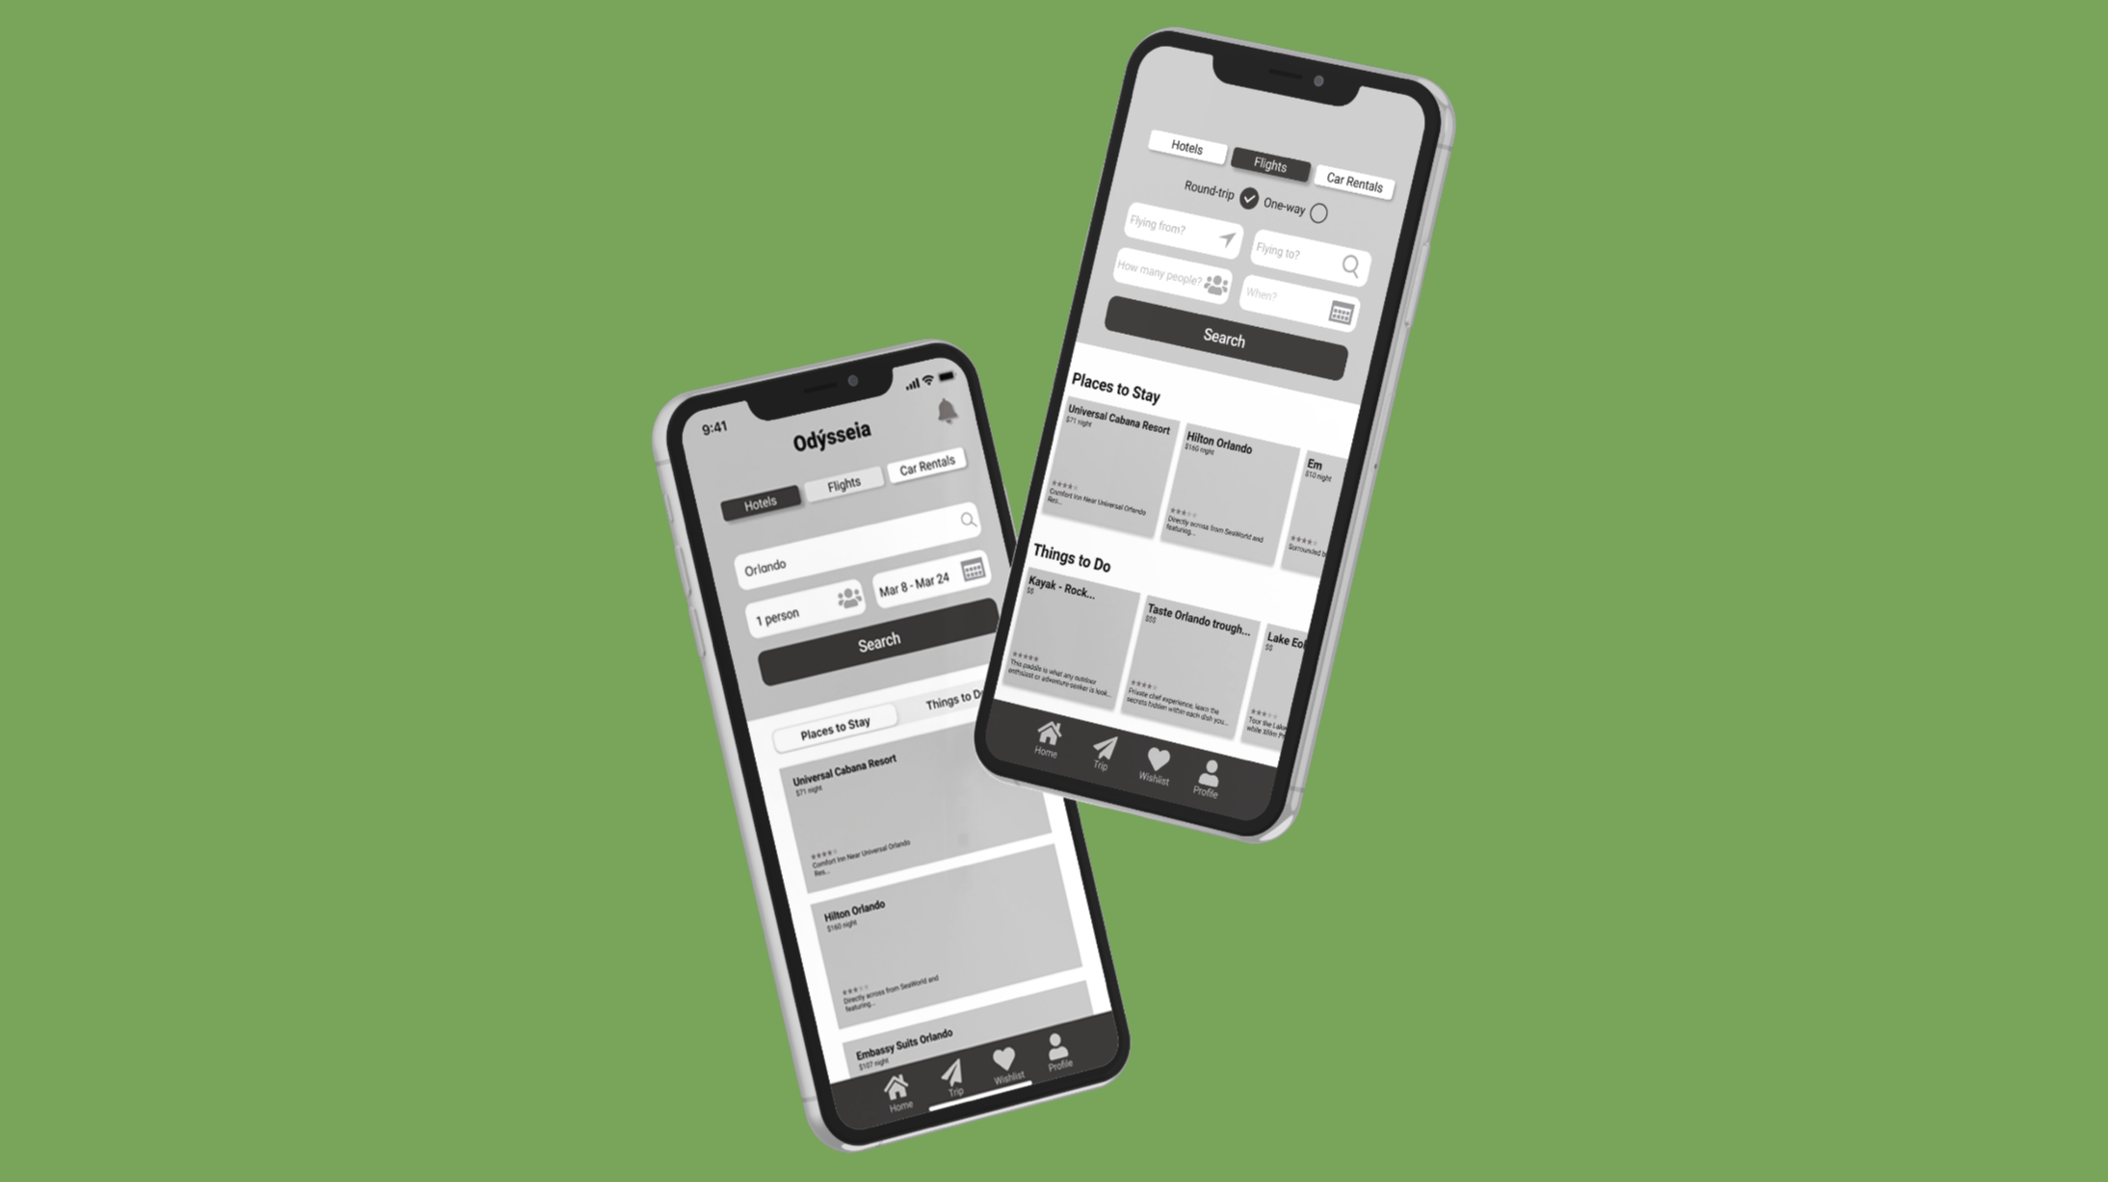 9:41
Odýsseia
Hotels
Flights
Car Rentals
Orlando
1 person
Mar 8 - Mar 24
Search
Places to Stay
Things to D
Universal Cabana Resort
$71 night
Comfort Inn Near Universal Orlando
Res...
Hilton Orlando
$160 night
Directly across from SeaWorld and
featuring...
Embassy Suits Orlando
$107 night
Home
Trip
Wishlist
Profile
Hotels
Flights
Car Rentals
Round-trip
One-way
Flying from?
Flying to?
How many people?
When?
Search
Places to Stay
Universal Cabana Resort
$71 night
Comfort Inn Near Universal Orlando
Res...
Hilton Orlando
$160 night
Directly across from SeaWorld and
featuring...
Em
$10 night
Surrounded b
Things to Do
Kayak - Rock...
$$
This paddle is what any outdoor
enthusiast or adventure-seeker is look...
Taste Orlando trough...
$$$
Private chef experience, learn the
secrets hidden within each dish you...
Lake Eol
$$
Tour the Lake
while
Home
Trip
Wishlist
Profile